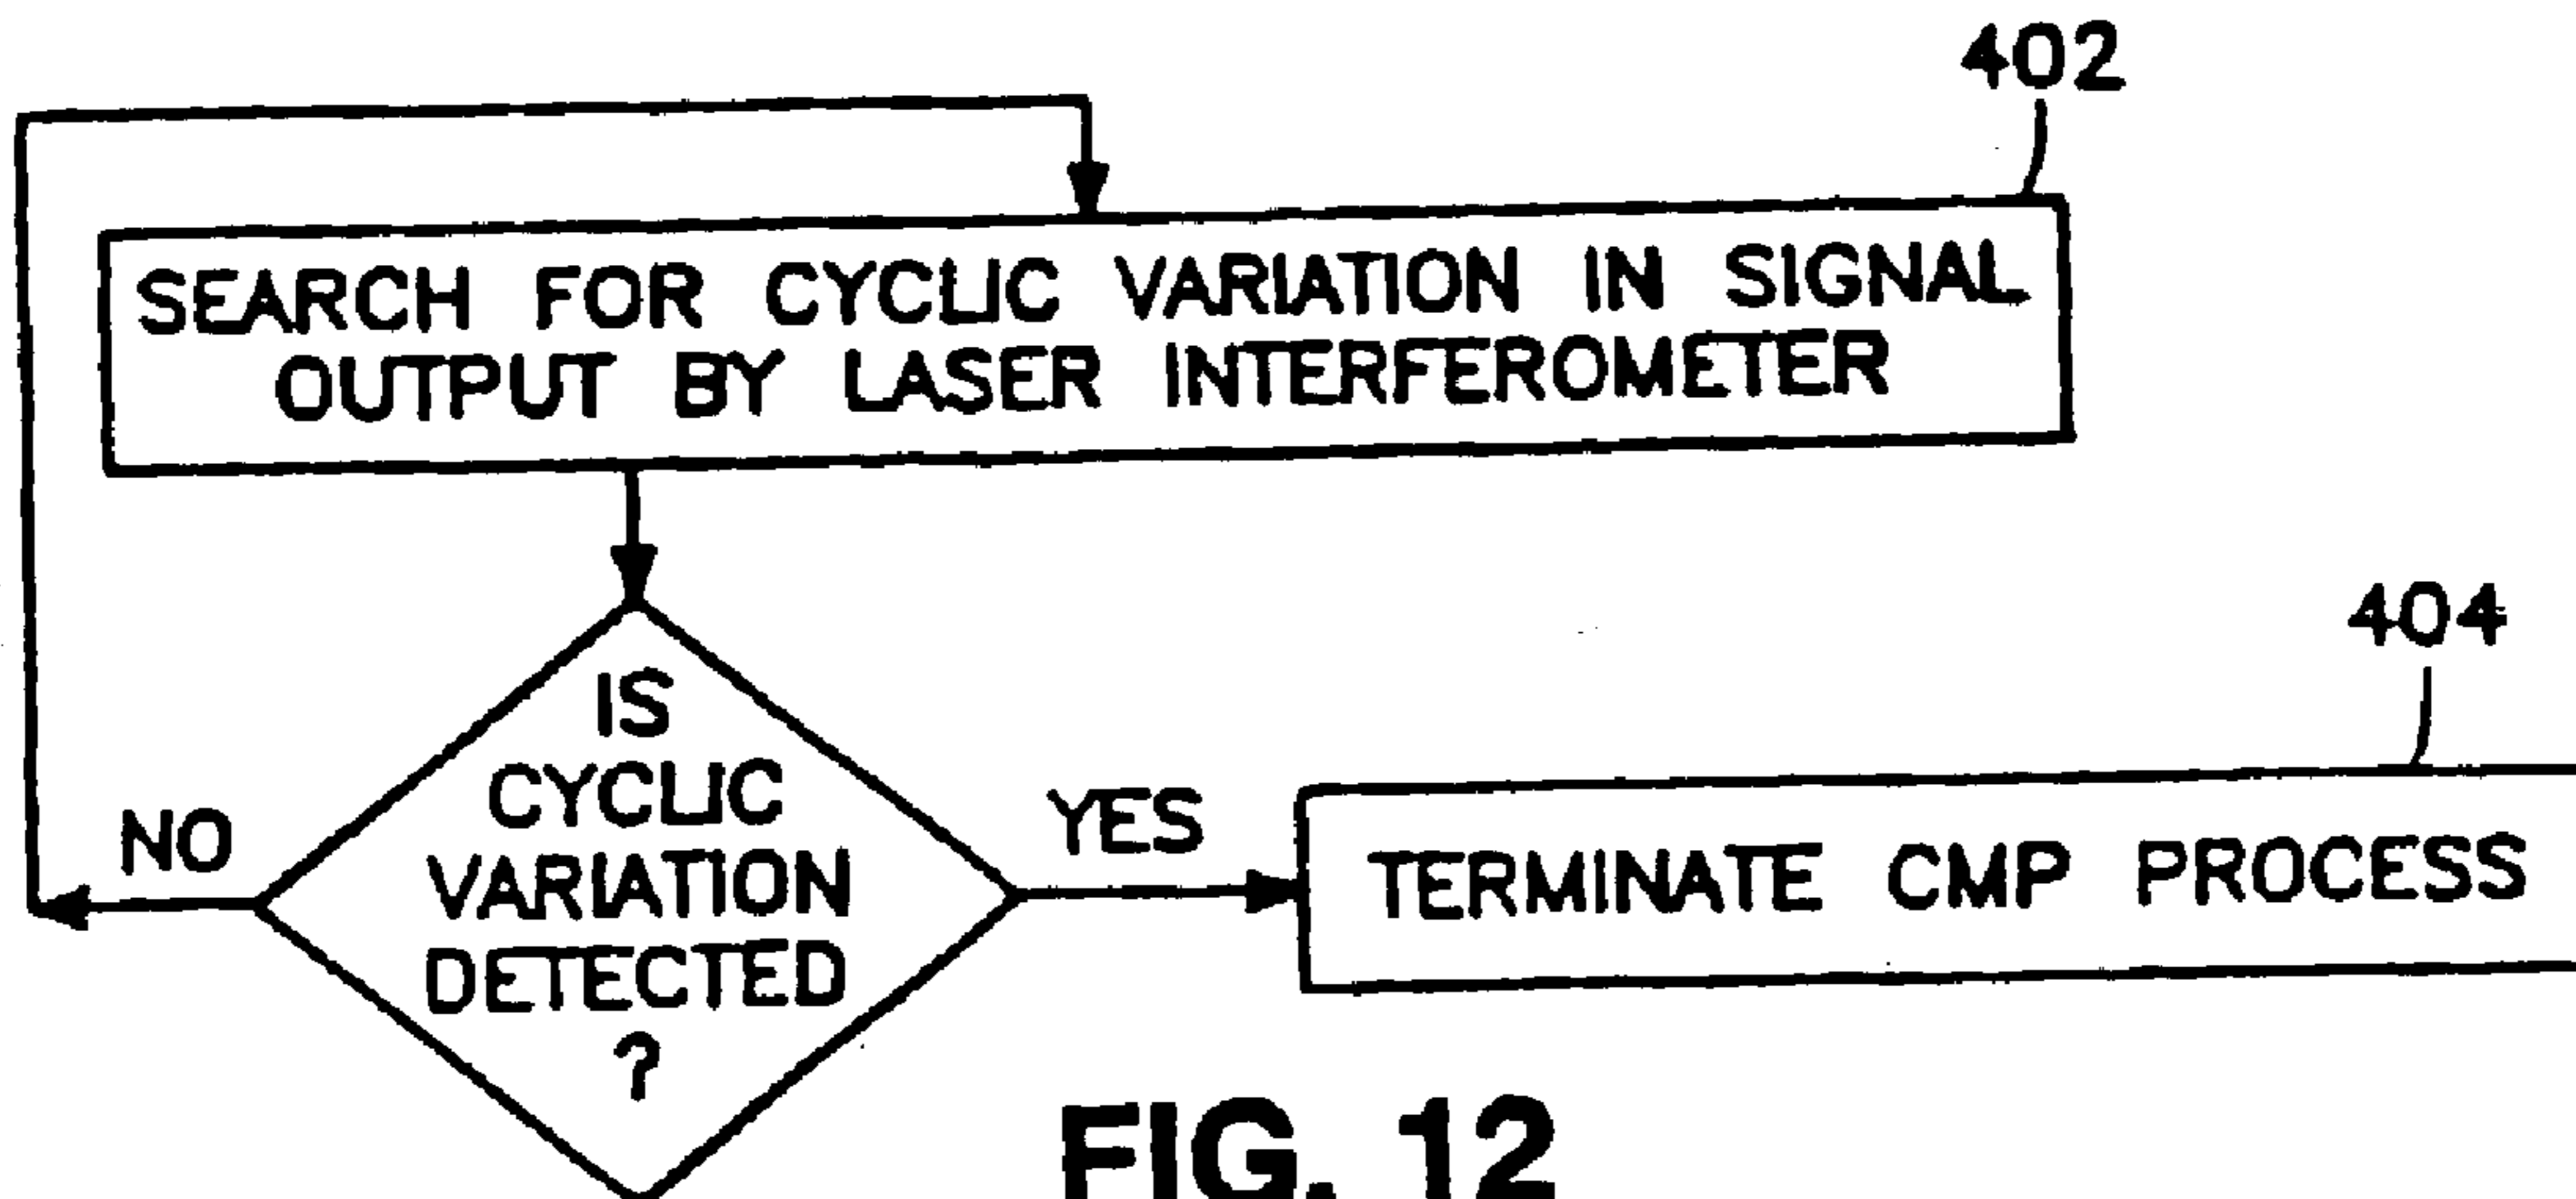 402
SEARCH FOR CYCLIC VARIATION IN SIGNAL
OUTPUT BY LASER INTERFEROMETER
404
IS
CYCLIC
VARIATION
DETECTED
?
NO
YES
TERMINATE CMP PROCESS
FIG. 12